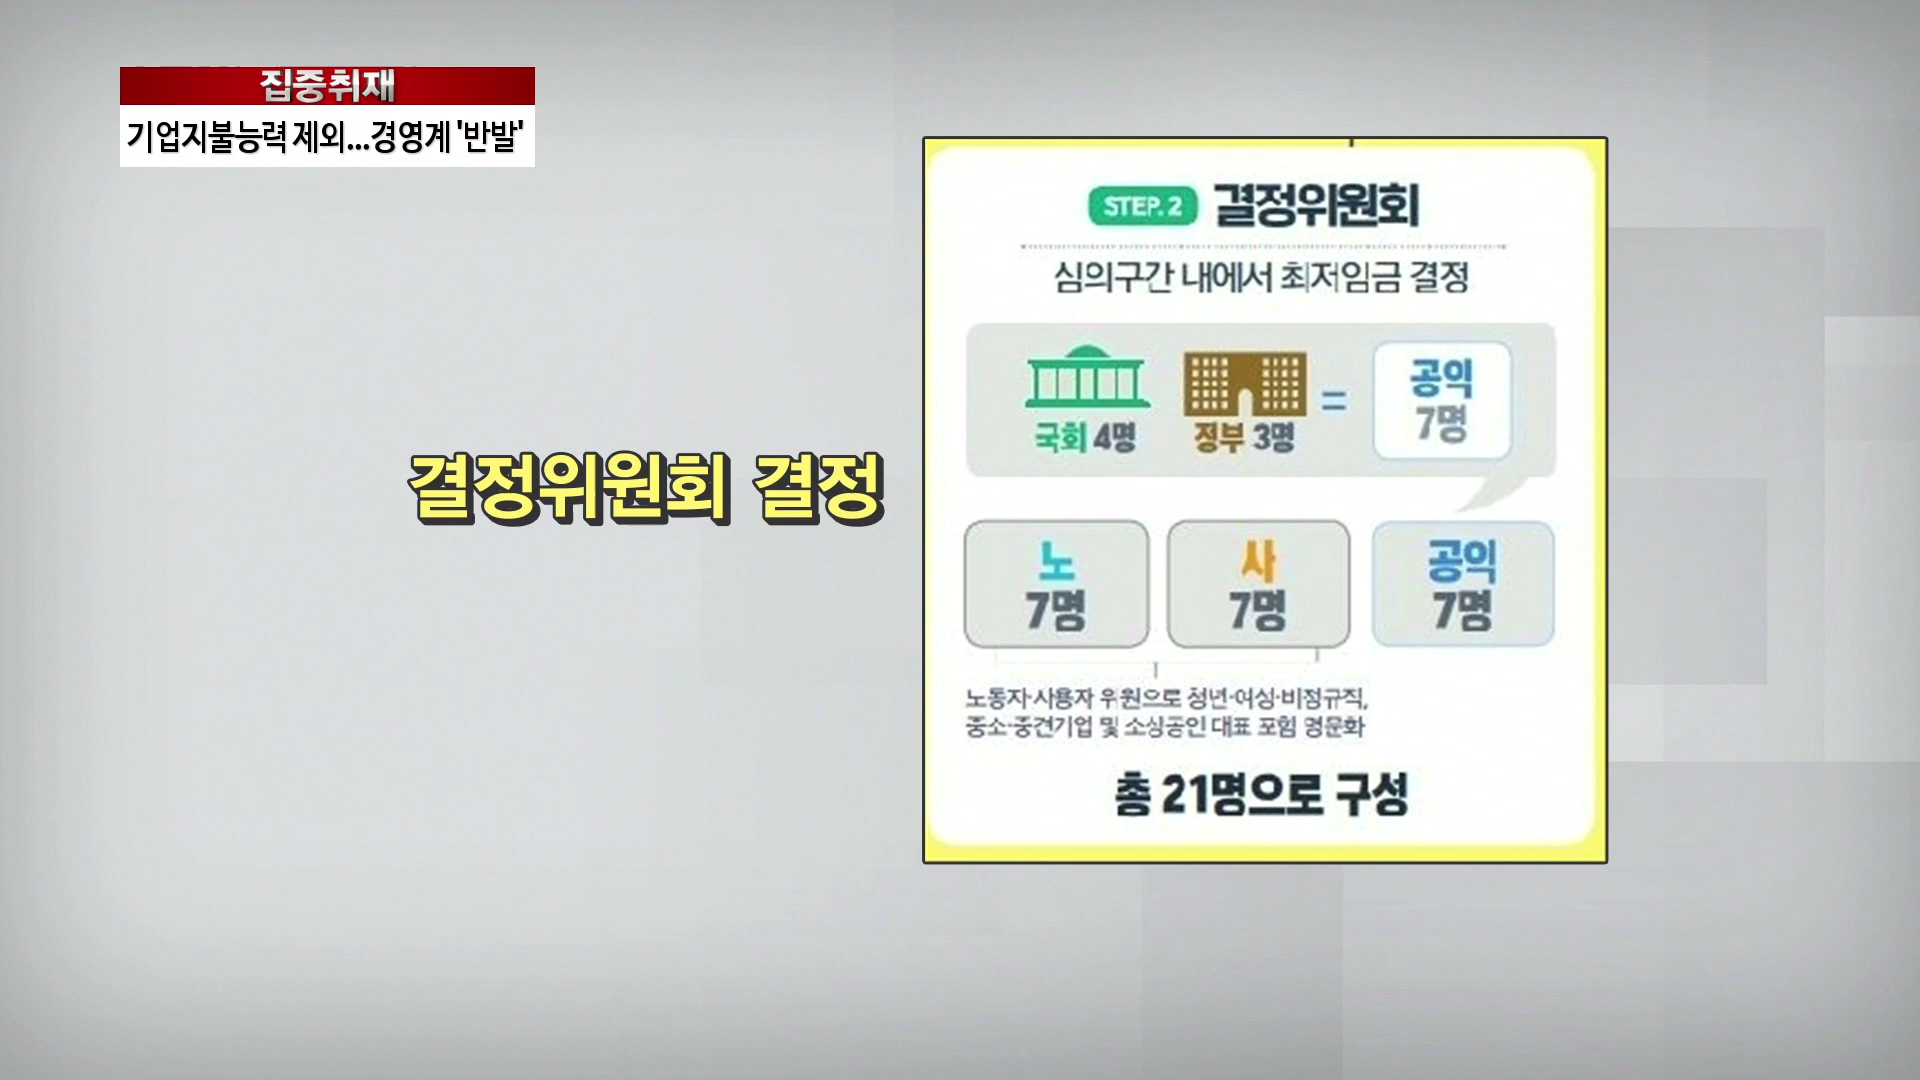 집중취재
기업지불능력 제외...경영계 '반발'
결정위원회 결정
STEP. 2 결정위원회
심의구간 내에서 최저임금 결정
국회 4명
정부 3명
=
공익
7명
노
7명
사
7명
공익
7명
노동자·사용자 위원으로 청년·여성·비정규직,
중소·중견기업 및 소상공인 대표 포함 명문화
총 21명으로 구성